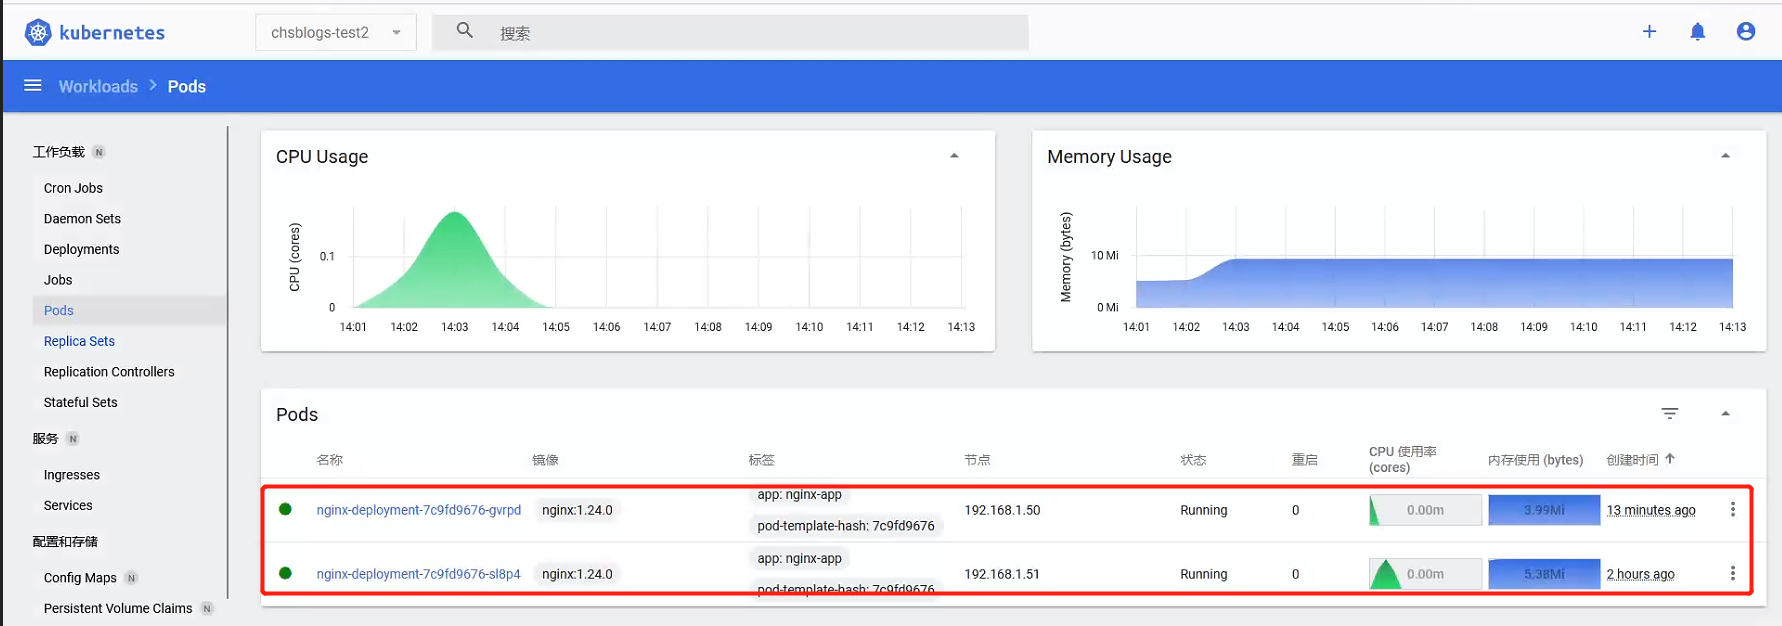 kubernetes
chsblogs-test2
搜索
Workloads > Pods
工作负载 N
Cron Jobs
Daemon Sets
Deployments
Jobs
Pods
Replica Sets
Replication Controllers
Stateful Sets
服务 N
Ingresses
Services
配置和存储
Config Maps N
Persistent Volume Claims N
CPU Usage
CPU (cores)
0.1
0
14:01 14:02 14:03 14:04 14:05 14:06 14:07 14:08 14:09 14:10 14:11 14:12 14:13
Memory Usage
Memory (bytes)
10 Mi
0 Mi
14:01 14:02 14:03 14:04 14:05 14:06 14:07 14:08 14:09 14:10 14:11 14:12 14:13
Pods
名称 镜像 标签 节点 状态 重启 CPU 使用率 (cores) 内存使用 (bytes) 创建时间
app: nginx-app
nginx-deployment-7c9fd9676-gvrpd nginx:1.24.0 192.168.1.50 Running 0 0.00m 3.99Mi 13 minutes ago
pod-template-hash: 7c9fd9676
app: nginx-app
nginx-deployment-7c9fd9676-sl8p4 nginx:1.24.0 192.168.1.51 Running 0 0.00m 5.38Mi 2 hours ago
pod-template-hash: 7c9fd9676